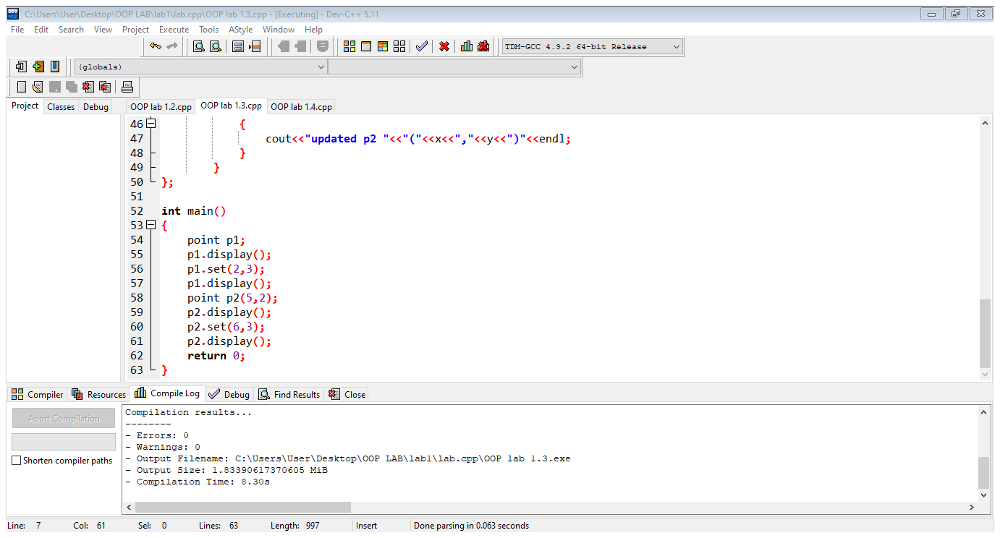 C:\Users\User\Desktop\OOP LAB\lab1\lab.cpp\OOP lab 1.3.cpp - [Executing] - Dev-C++ 5.11
File Edit Search View Project Execute Tools AStyle Window Help
TDM-GCC 4.9.2 64-bit Release
(globals)
Project Classes Debug OOP lab 1.2.cpp OOP lab 1.3.cpp OOP lab 1.4.cpp
46 {
47 cout<<"updated p2 "<<"("<<x<<","<<y<<")"<<endl;
48 }
49 }
50 };
51
52 int main()
53 {
54 point p1;
55 p1.display();
56 p1.set(2,3);
57 p1.display();
58 point p2(5,2);
59 p2.display();
60 p2.set(6,3);
61 p2.display();
62 return 0;
63 }
Compiler Resources Compile Log Debug Find Results Close
Abort Compilation
Shorten compiler paths
Compilation results...
--------
- Errors: 0
- Warnings: 0
- Output Filename: C:\Users\User\Desktop\OOP LAB\lab1\lab.cpp\OOP lab 1.3.exe
- Output Size: 1.83390617370605 MiB
- Compilation Time: 8.30s
Line: 7 Col: 61 Sel: 0 Lines: 63 Length: 997 Insert Done parsing in 0.063 seconds